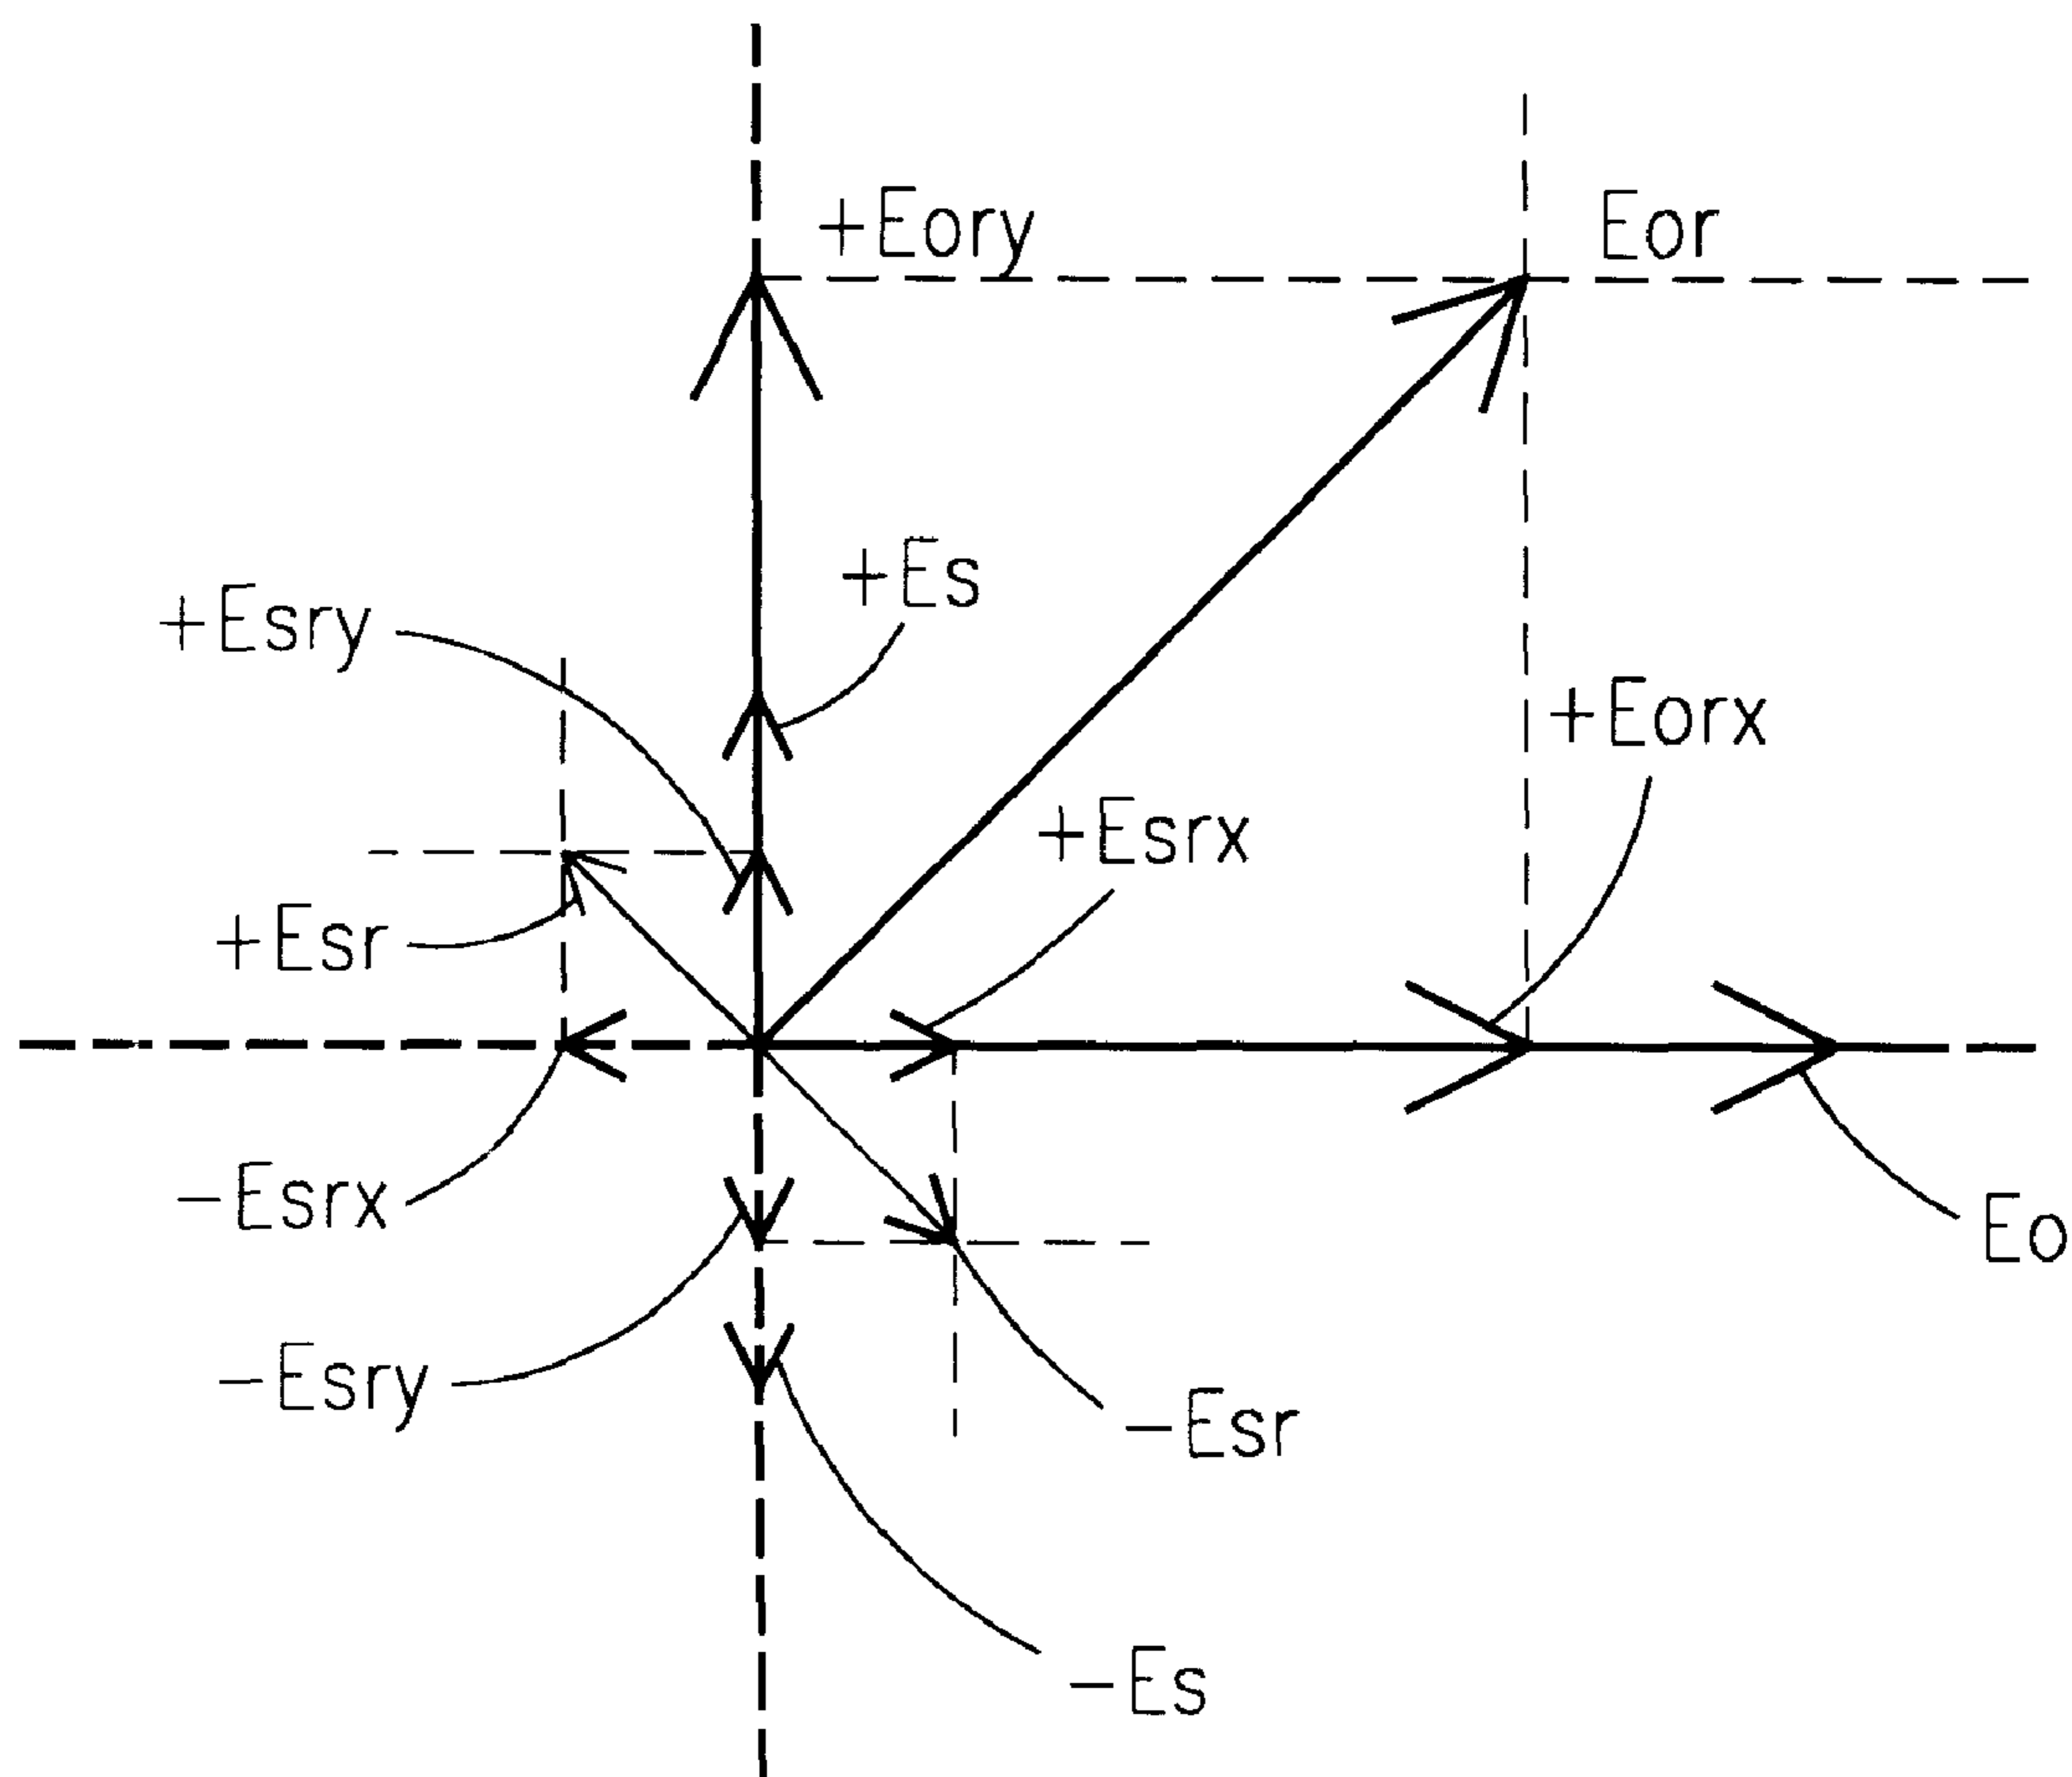 +Eory
Eor
+Es
+Esry
+Eorx
+Esrx
+Esr
-Esrx
Eo
-Esry
-Esr
-Es